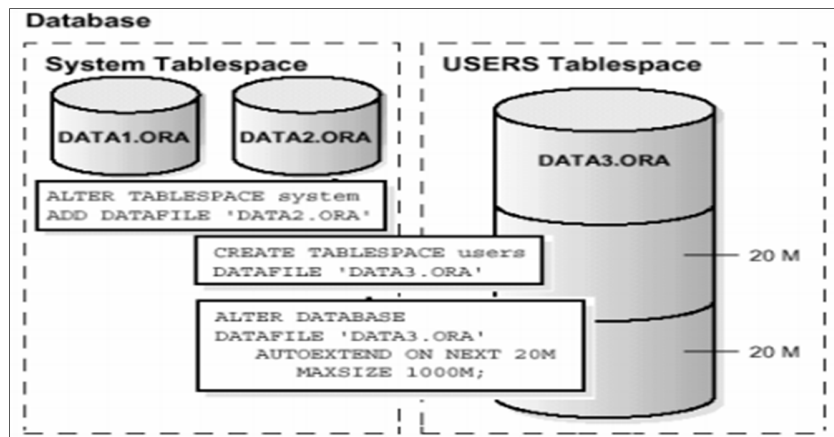 Database
System Tablespace
USERS Tablespace
DATA1.ORA
DATA2.ORA
DATA3.ORA
ALTER TABLESPACE system
ADD DATAFILE 'DATA2.ORA'
CREATE TABLESPACE users
DATAFILE 'DATA3.ORA'
20 M
ALTER DATABASE
DATAFILE 'DATA3.ORA'
AUTOEXTEND ON NEXT 20M
MAXSIZE 1000M;
20 M